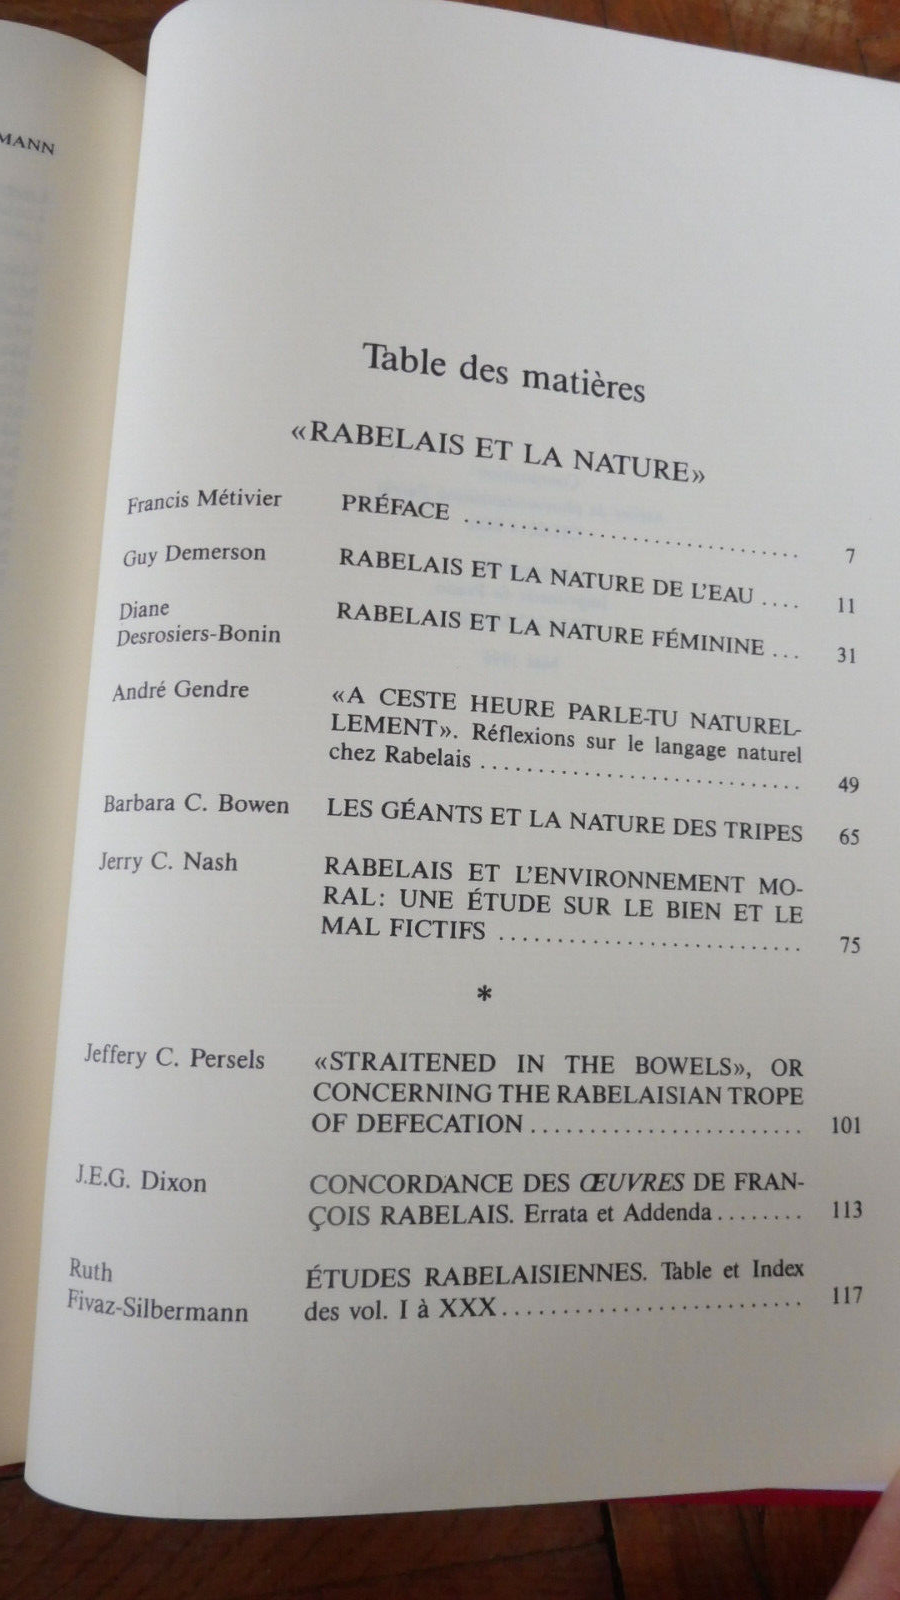 MANN
Table des matières
«RABELAIS ET LA NATURE»
Francis Métivier PRÉFACE .......................... 7
Guy Demerson RABELAIS ET LA NATURE DE L'EAU .... 11
Diane
Desrosiers-Bonin RABELAIS ET LA NATURE FÉMININE ... 31
André Gendre «A CESTE HEURE PARLE-TU NATUREL-
LEMENT». Réflexions sur le langage naturel
chez Rabelais .......................... 49
Barbara C. Bowen LES GÉANTS ET LA NATURE DES TRIPES 65
Jerry C. Nash RABELAIS ET L'ENVIRONNEMENT MO-
RAL: UNE ÉTUDE SUR LE BIEN ET LE
MAL FICTIFS .......................... 75
*
Jeffery C. Persels «STRAITENED IN THE BOWELS», OR
CONCERNING THE RABELAISIAN TROPE
OF DEFECATION ........................ 101
J.E.G. Dixon CONCORDANCE DES ŒUVRES DE FRAN-
ÇOIS RABELAIS. Errata et Addenda ........ 113
Ruth
Fivaz-Silbermann ÉTUDES RABELAISIENNES. Table et Index
des vol. I à XXX .......................... 117